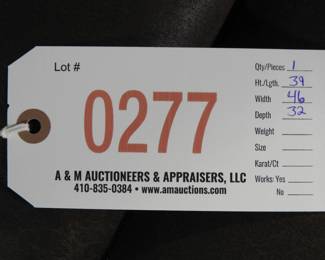 Lot #
0277
A & M AUCTIONEERS & APPRAISERS, LLC
410-835-0384 • www.amauctions.com
Qty/Pieces 1
Ht./Lgth. 39
Width 46
Depth 32
Weight
Size
Karat/Ct
Works: Yes
No